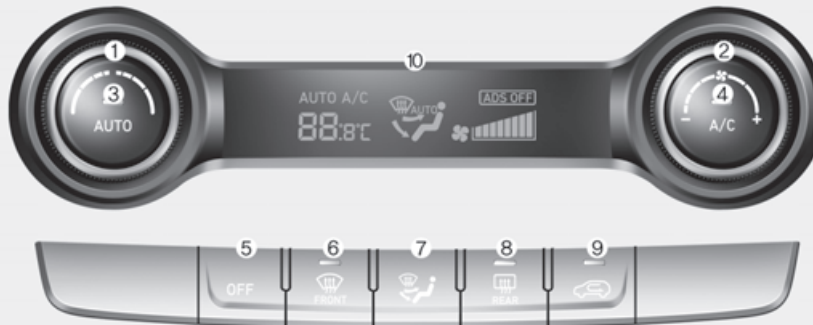 ① ② ⑩
③ ④
AUTO A/C AUTO ADS OFF
88:8°C
AUTO
- A/C +
⑤ ⑥ ⑦ ⑧ ⑨
OFF FRONT REAR